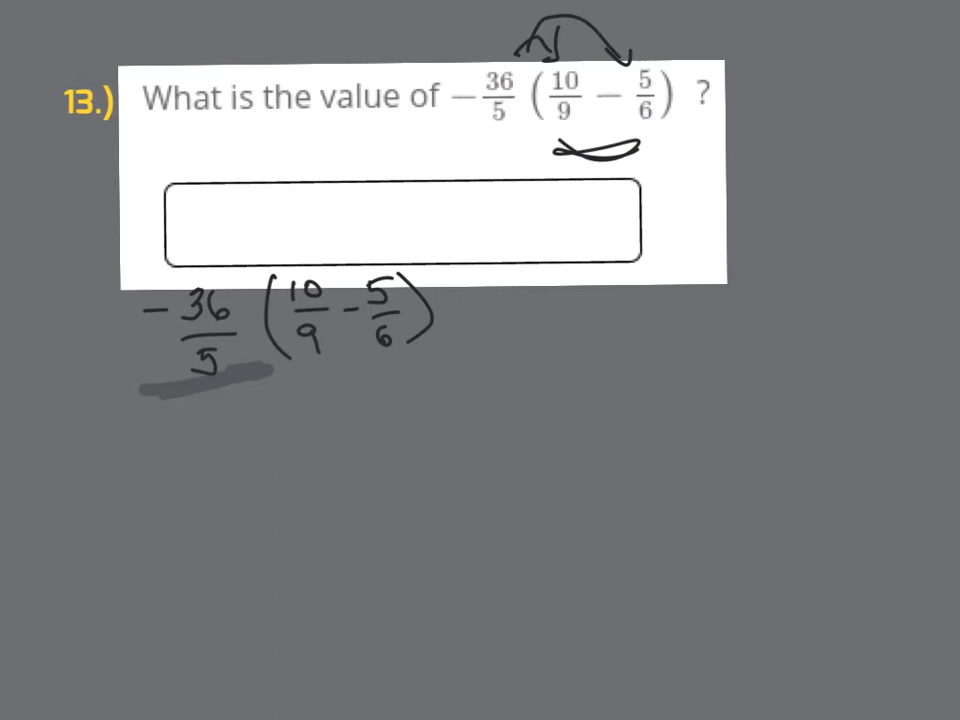 13.) What is the value of −36/5 (10/9 − 5/6) ?
−36/5 (10/9 − 5/6)